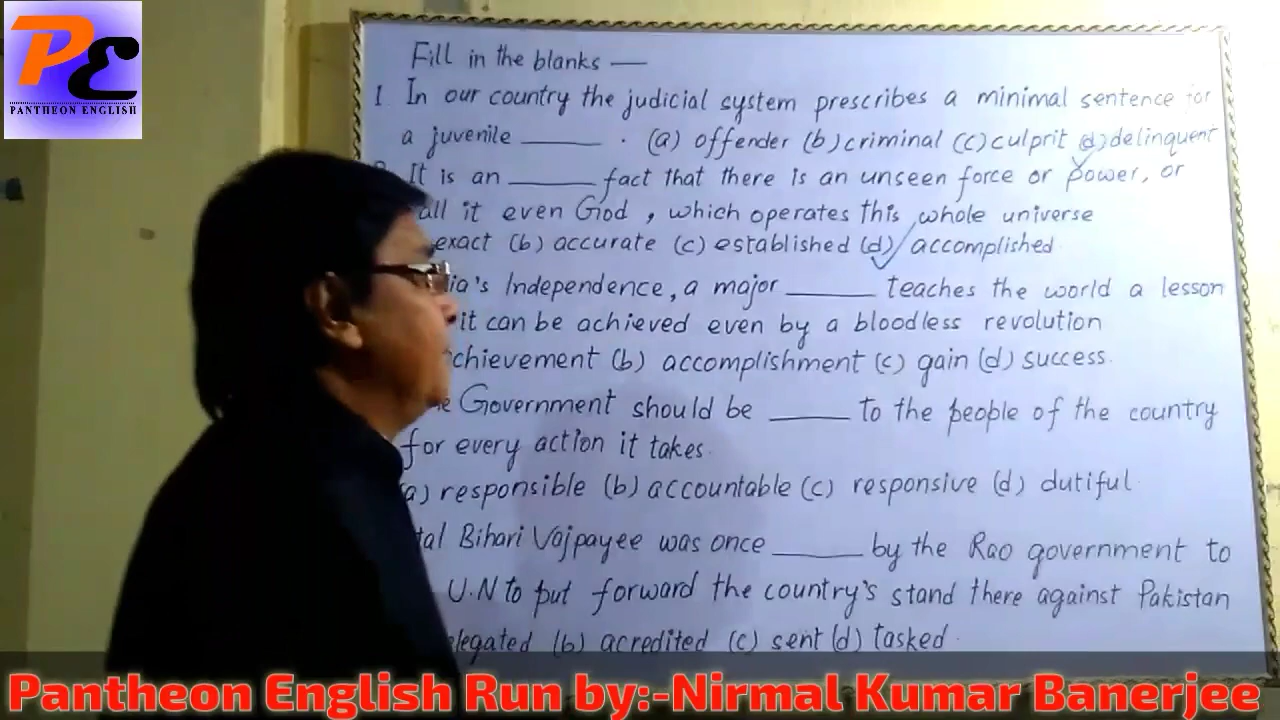 PE
PANTHEON ENGLISH
Fill in the blanks —
1 In our country the judicial system prescribes a minimal sentence for
a juvenile ______ . (a) offender (b) criminal (c) culprit (d) delinquent
It is an ______ fact that there is an unseen force or power, or
all it even God , which operates this whole universe
exact (b) accurate (c) established (d) accomplished
ia's Independence, a major ______ teaches the world a lesson
it can be achieved even by a bloodless revolution
chievement (b) accomplishment (c) gain (d) success.
e Government should be ______ to the people of the country
for every action it takes.
a) responsible (b) accountable (c) responsive (d) dutiful
tal Bihari Vajpayee was once ______ by the Rao government to
U.N to put forward the country's stand there against Pakistan
elegated (b) acredited (c) sent (d) tasked.
Pantheon English Run by:-Nirmal Kumar Banerjee